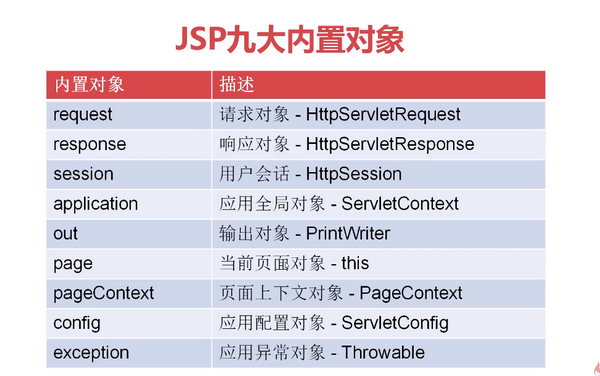 JSP九大内置对象
内置对象 描述
request 请求对象 - HttpServletRequest
response 响应对象 - HttpServletResponse
session 用户会话 - HttpSession
application 应用全局对象 - ServletContext
out 输出对象 - PrintWriter
page 当前页面对象 - this
pageContext 页面上下文对象 - PageContext
config 应用配置对象 - ServletConfig
exception 应用异常对象 - Throwable